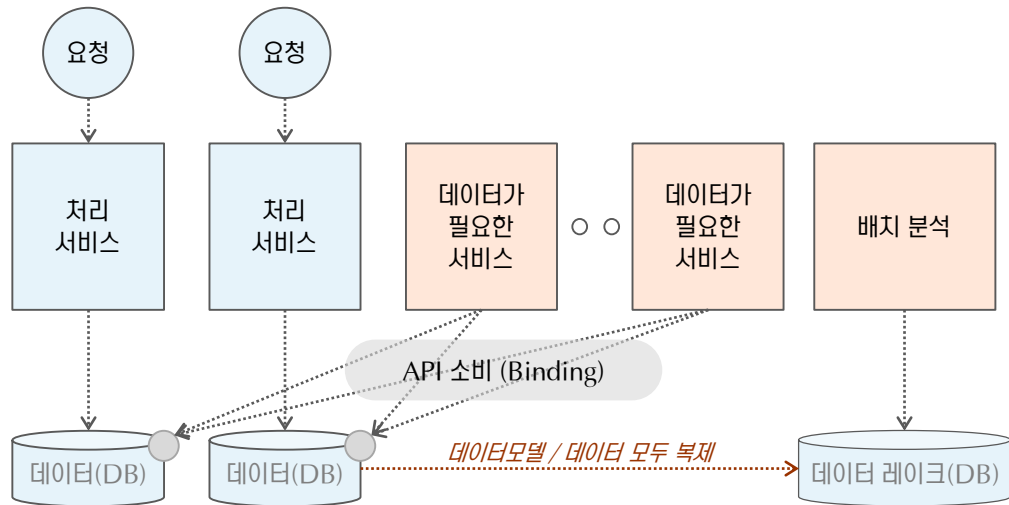 요청
요청
처리
서비스
처리
서비스
데이터가
필요한
서비스
데이터가
필요한
서비스
배치 분석
API 소비 (Binding)
데이터모델 / 데이터 모두 복제
데이터(DB)
데이터(DB)
데이터 레이크(DB)